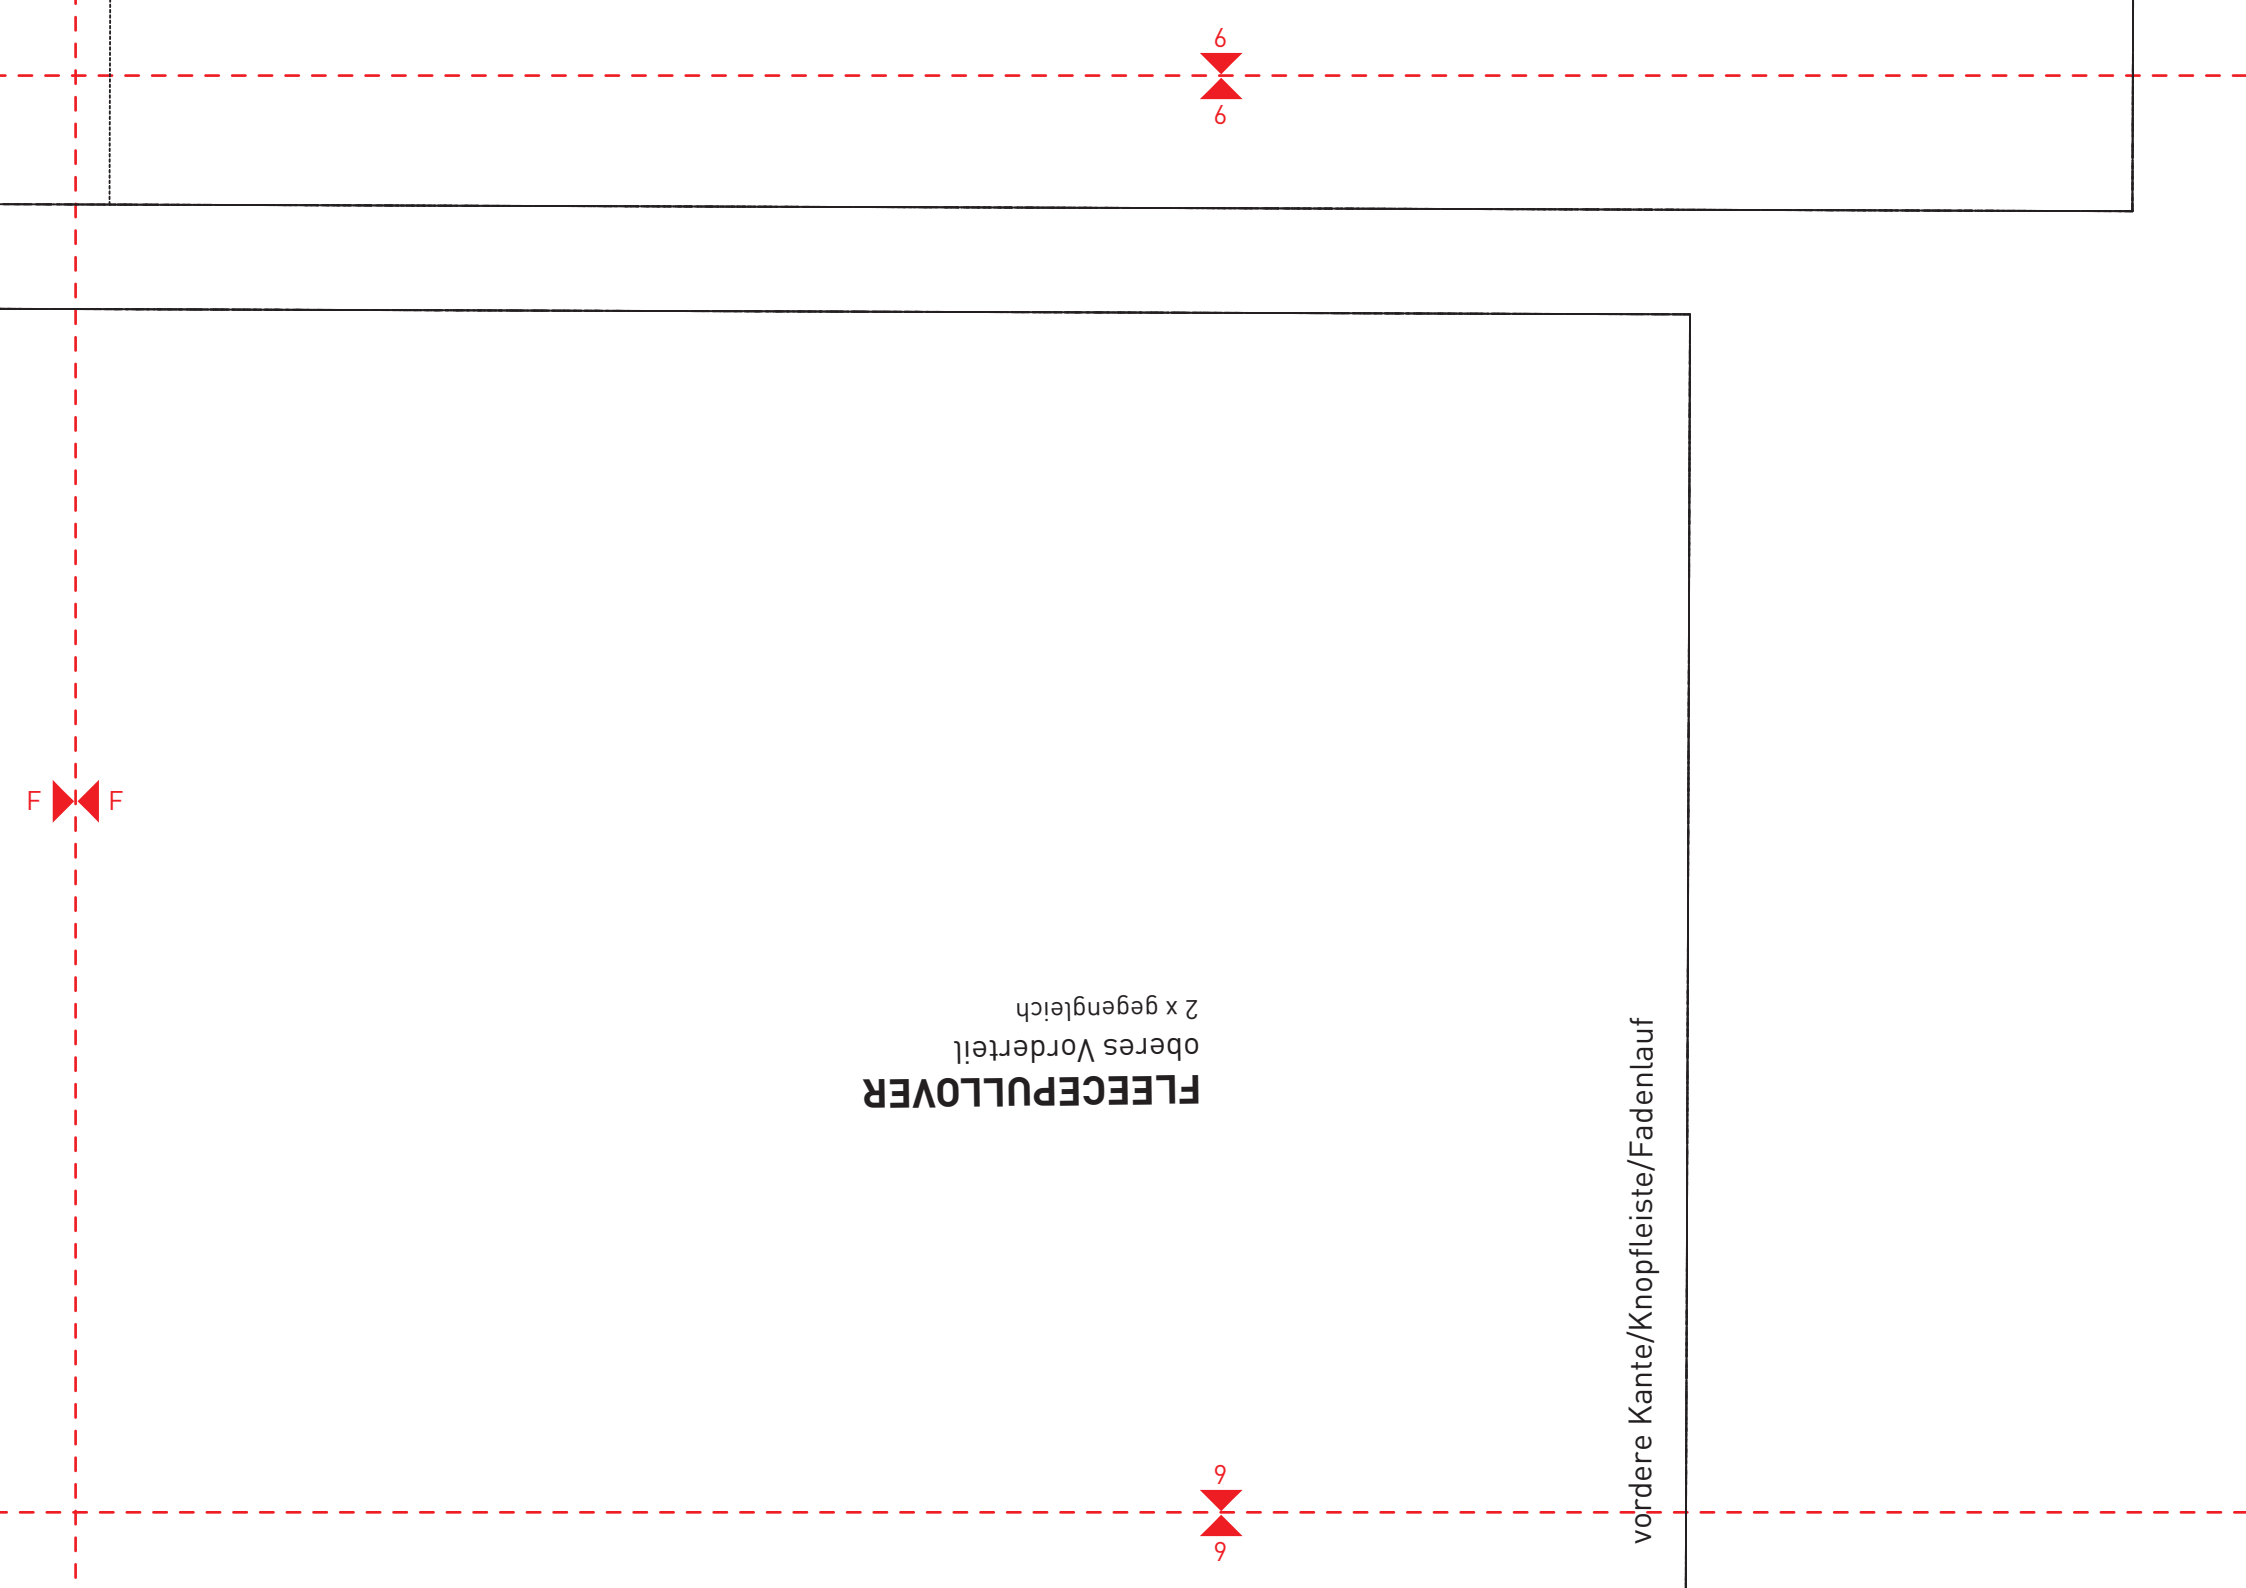 6
6
F
F
FLEECEPULLOVER
oberes Vorderteil
2 x gegengleich
vordere Kante/Knopfleiste/Fadenlauf
9
9